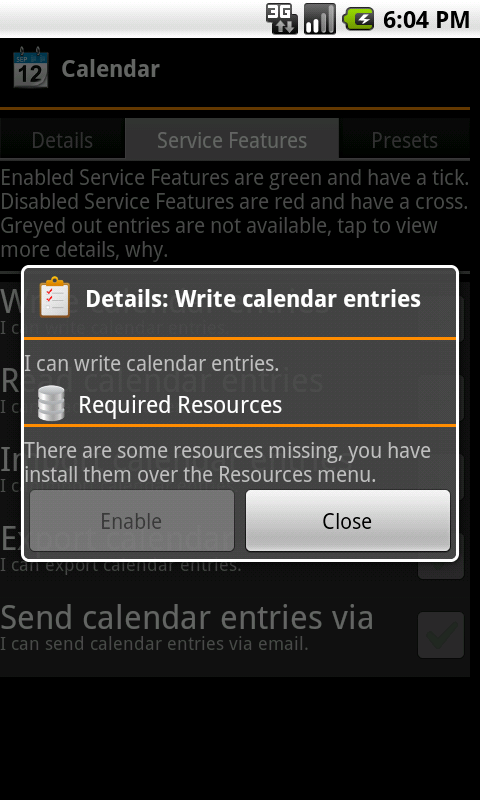 3G 6:04 PM
SEP
12 Calendar
Details Service Features Presets
Enabled Service Features are green and have a tick.
Disabled Service Features are red and have a cross.
Greyed out entries are not available, tap to view
more details, why.
Details: Write calendar entries
I can write calendar entries.
Required Resources
There are some resources missing, you have
install them over the Resources menu.
Enable Close
I can export calendar entries.
Send calendar entries via
I can send calendar entries via email.